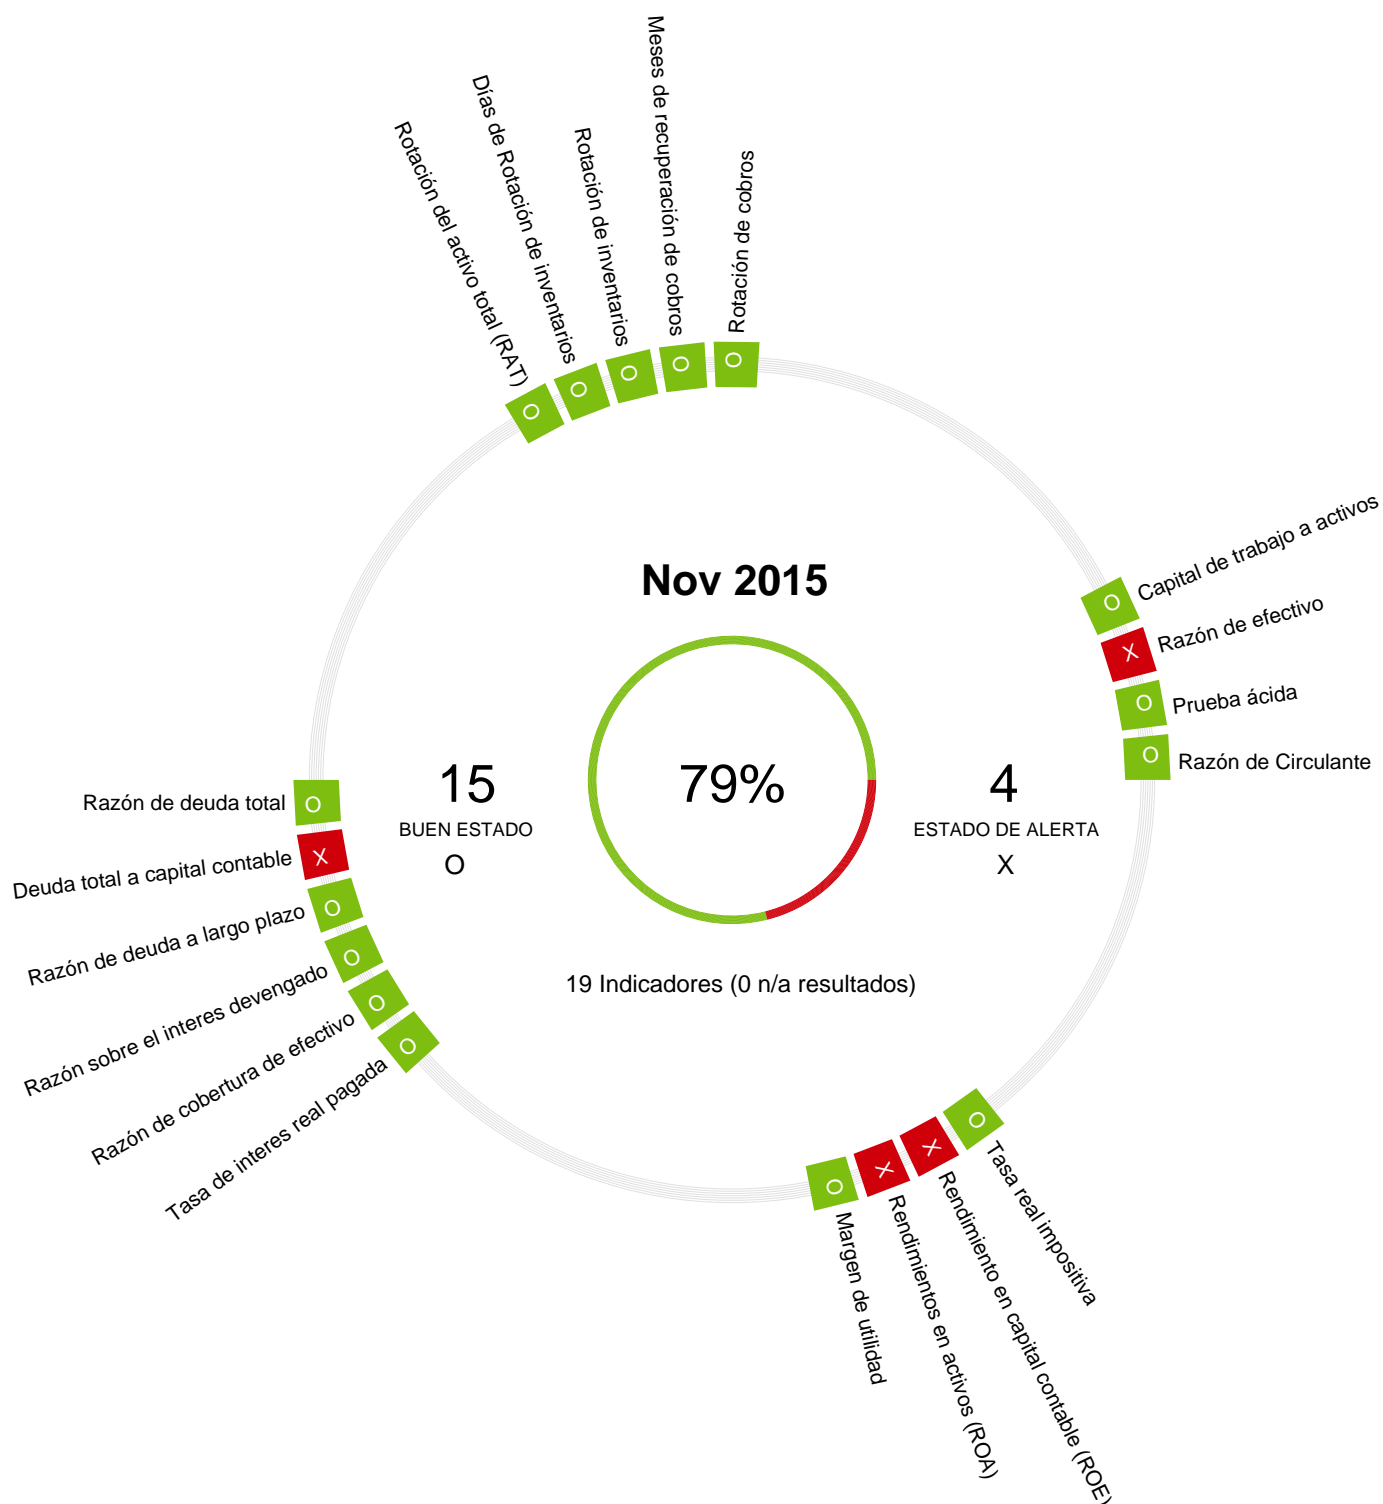 Meses de recuperación de cobros
Días de Rotación de inventarios
Rotación del activo total (RAT)
Rotación de inventarios
Rotación de cobros
O
O
O
O
O
Capital de trabajo a activos
O
Razón de efectivo
X
Prueba ácida
O
Razón de Circulante
O
Nov 2015
79%
15
BUEN ESTADO
O
4
ESTADO DE ALERTA
X
19 Indicadores (0 n/a resultados)
Razón de deuda total
O
Deuda total a capital contable
X
Razón de deuda a largo plazo
O
Razón sobre el interes devengado
O
Razón de cobertura de efectivo
O
Tasa de interes real pagada
O
O
Margen de utilidad
X
Rendimientos en activos (ROA)
X
Rendimiento en capital contable (ROE)
O
Tasa real impositiva